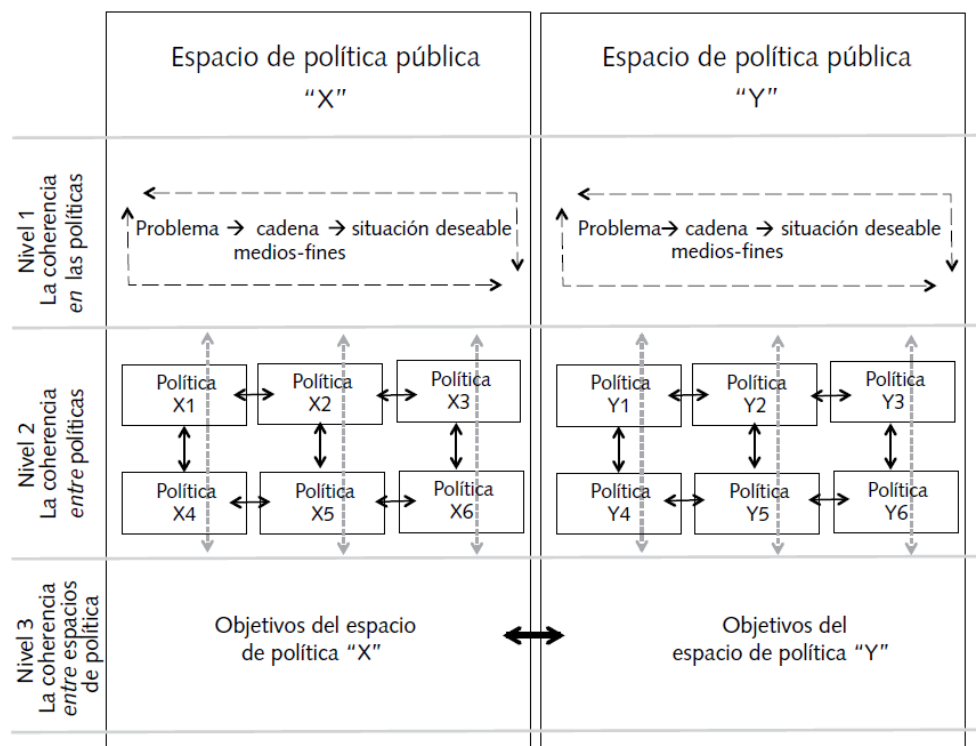 Espacio de política pública
“X”
Espacio de política pública
“Y”
Nivel 1
La coherencia
en las políticas
Problema → cadena → situación deseable
medios-fines
Problema→ cadena → situación deseable
medios-fines
Nivel 2
La coherencia
entre políticas
Política
X1
Política
X2
Política
X3
Política
X4
Política
X5
Política
X6
Política
Y1
Política
Y2
Política
Y3
Política
Y4
Política
Y5
Política
Y6
Nivel 3
La coherencia
entre espacios
de política
Objetivos del espacio
de política “X”
Objetivos del
espacio de política “Y”